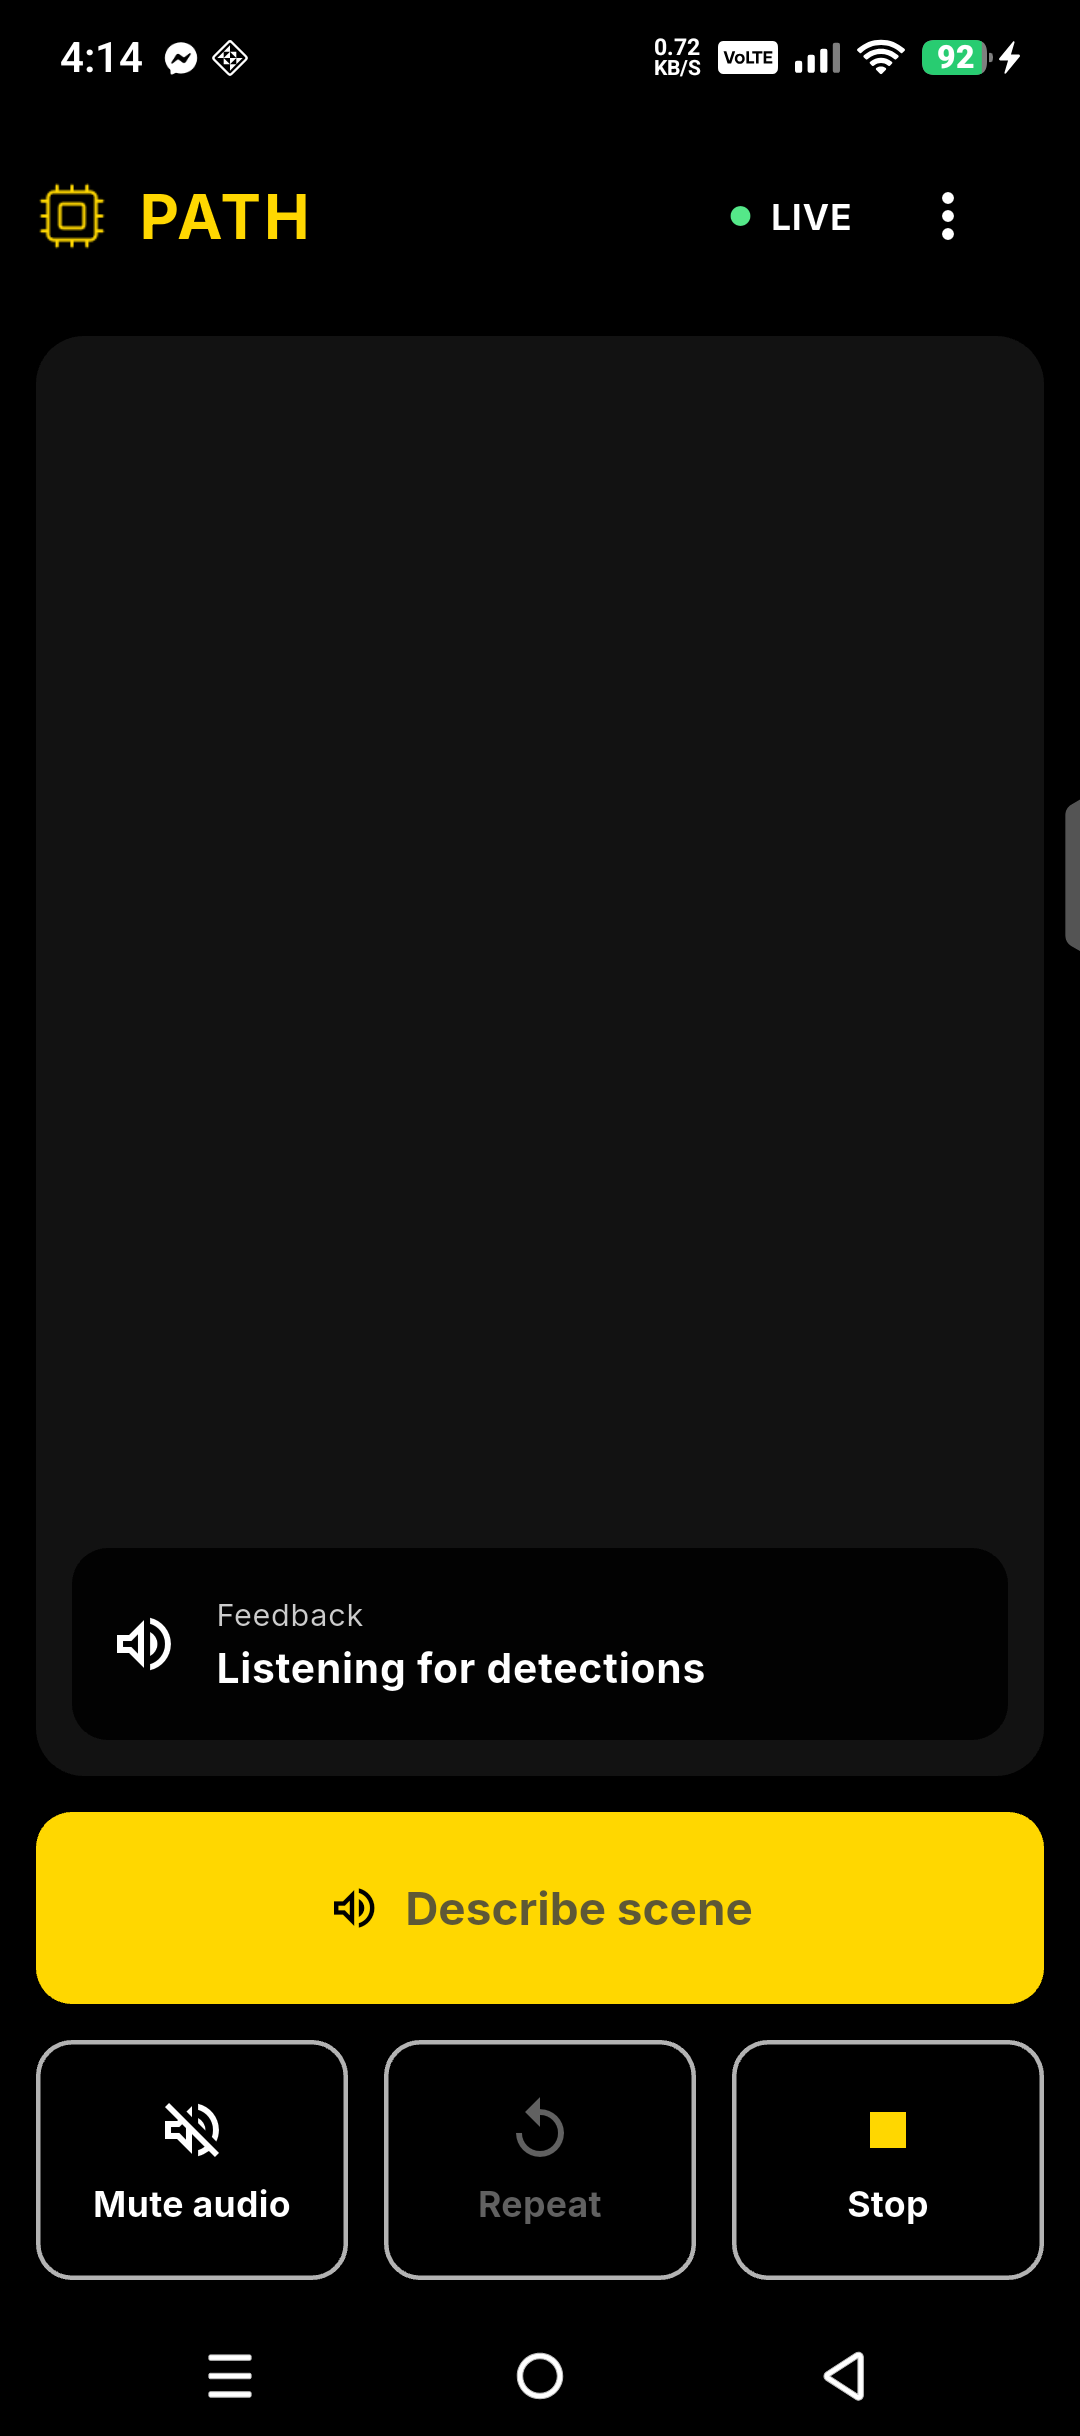 4:14
0.72
KB/S
VoLTE
92
PATH
LIVE
Feedback
Listening for detections
Describe scene
Mute audio
Repeat
Stop